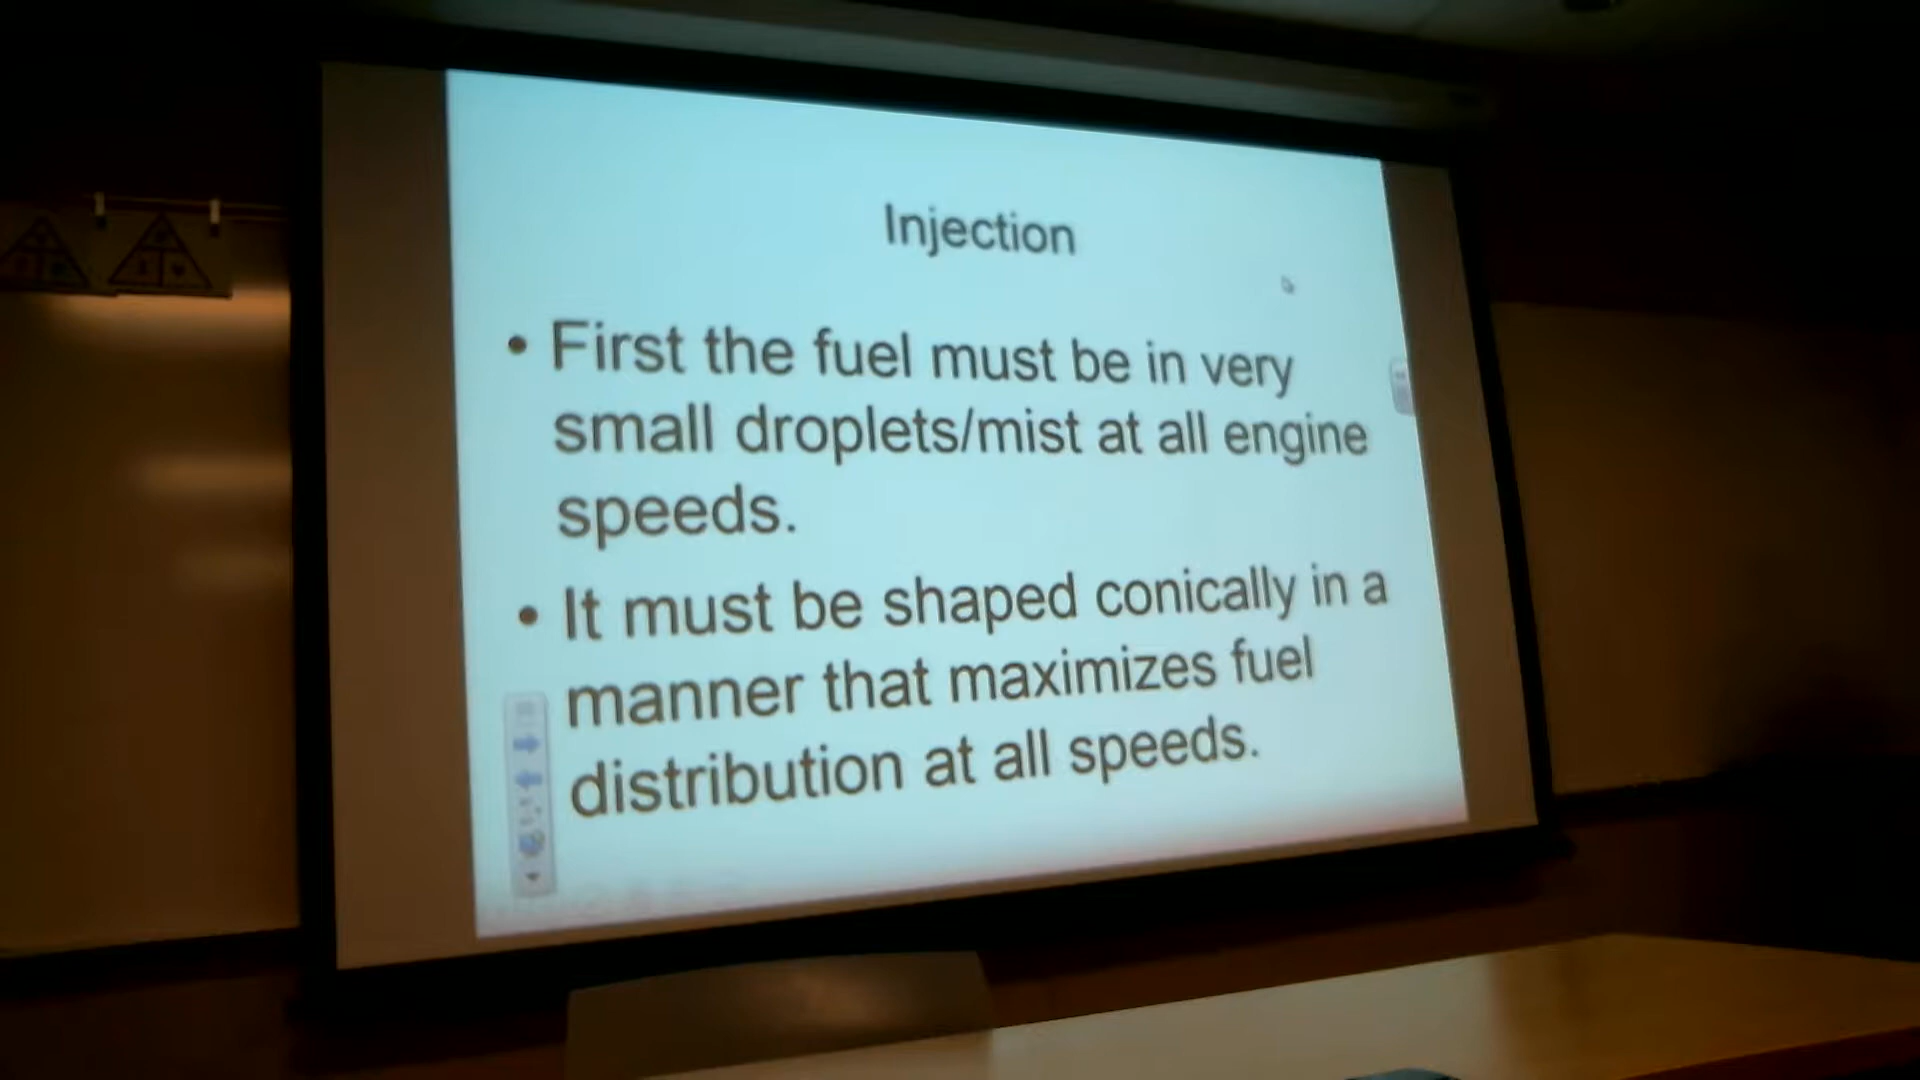 Injection
• First the fuel must be in very
small droplets/mist at all engine
speeds.
• It must be shaped conically in a
manner that maximizes fuel
distribution at all speeds.